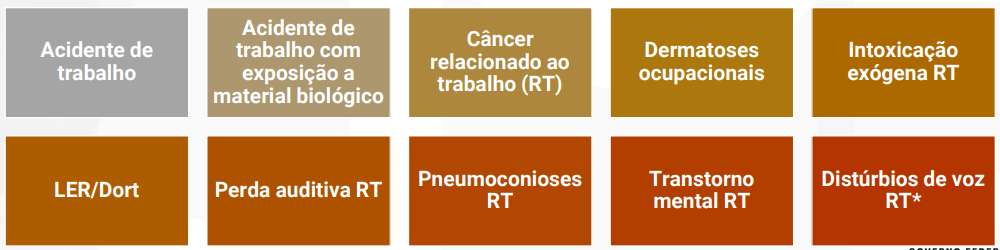 Acidente de
trabalho
Acidente de
trabalho com
exposição a
material biológico
Câncer
relacionado ao
trabalho (RT)
Dermatoses
ocupacionais
Intoxicação
exógena RT
LER/Dort
Perda auditiva RT
Pneumoconioses
RT
Transtorno
mental RT
Distúrbios de voz
RT*